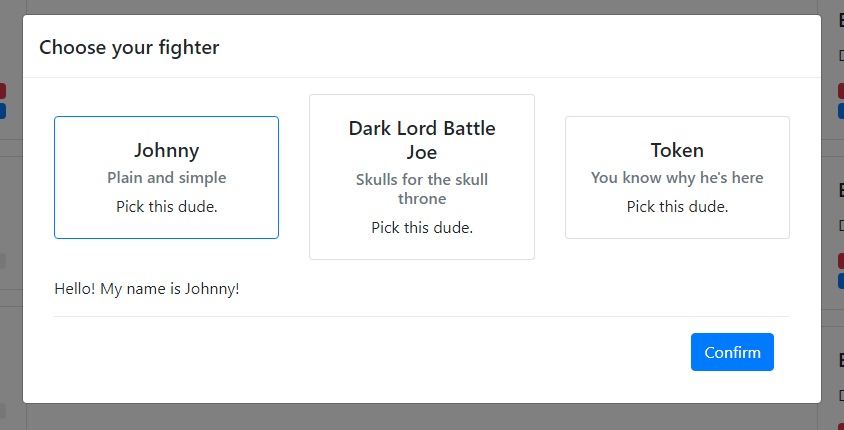 Choose your fighter
Johnny
Plain and simple
Pick this dude.
Dark Lord Battle
Joe
Skulls for the skull
throne
Pick this dude.
Token
You know why he's here
Pick this dude.
Hello! My name is Johnny!
Confirm